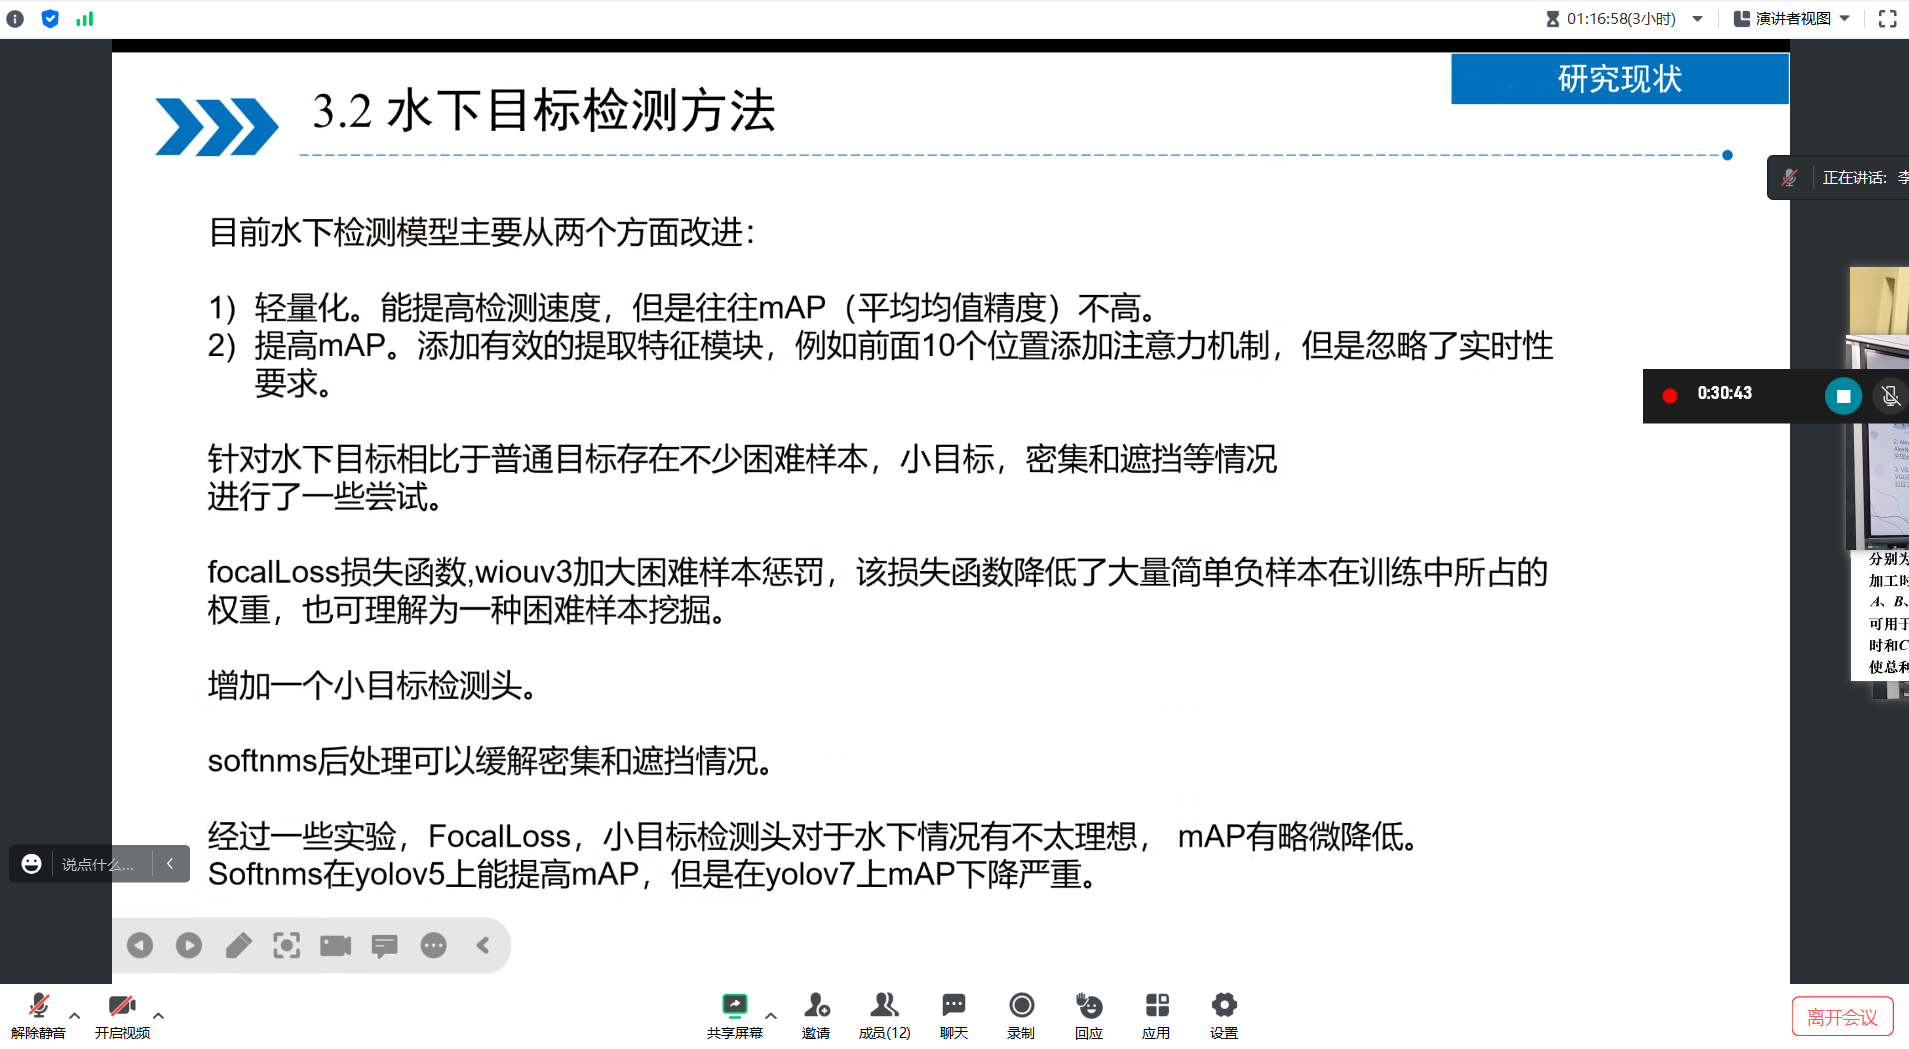 01:16:58(3小时)
演讲者视图
研究现状
3.2 水下目标检测方法
正在讲话: 李
目前水下检测模型主要从两个方面改进：
1) 轻量化。能提高检测速度，但是往往mAP（平均均值精度）不高。
2) 提高mAP。添加有效的提取特征模块，例如前面10个位置添加注意力机制，但是忽略了实时性
要求。
0:30:43
针对水下目标相比于普通目标存在不少困难样本，小目标，密集和遮挡等情况
进行了一些尝试。
focalLoss损失函数,wiouv3加大困难样本惩罚，该损失函数降低了大量简单负样本在训练中所占的
权重，也可理解为一种困难样本挖掘。
分别为
加工时
A、B、
可用于
时和C
使总利
增加一个小目标检测头。
softnms后处理可以缓解密集和遮挡情况。
经过一些实验，FocalLoss，小目标检测头对于水下情况有不太理想， mAP有略微降低。
Softnms在yolov5上能提高mAP，但是在yolov7上mAP下降严重。
说点什么...
解除静音
开启视频
共享屏幕
邀请
成员(12)
聊天
录制
回应
应用
设置
离开会议